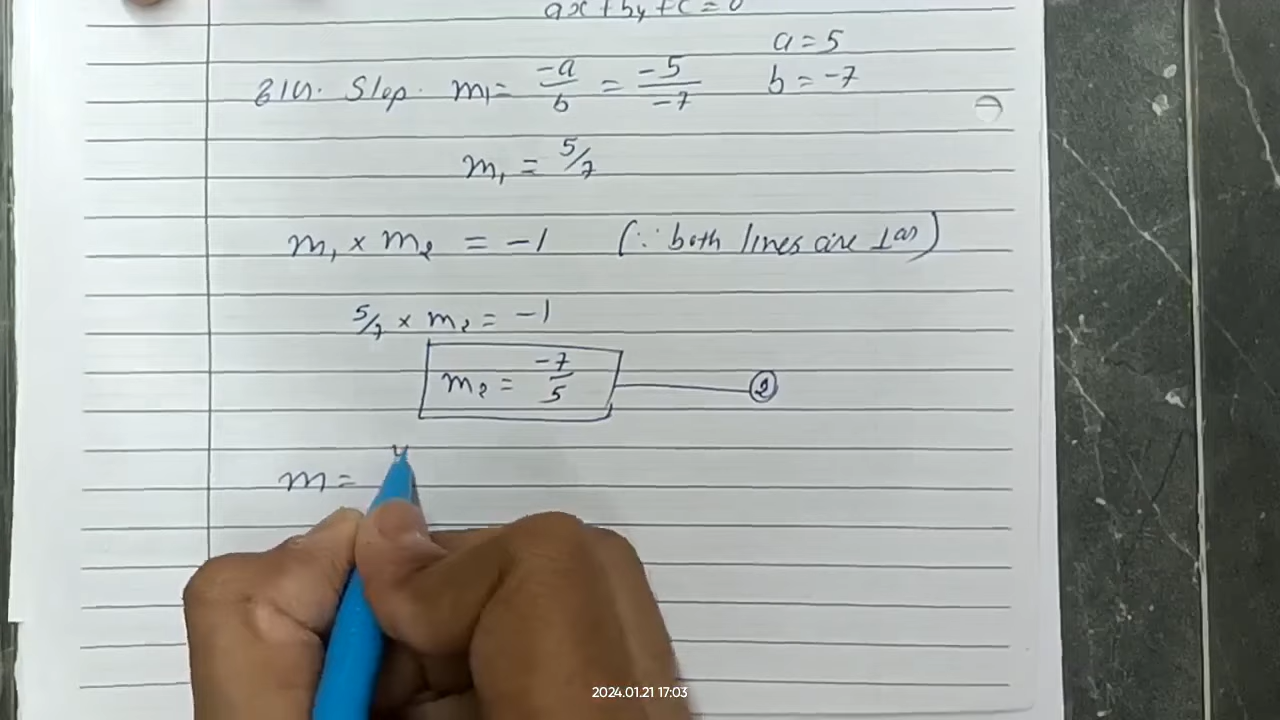 ax + by + c = 0
a = 5
Slop. m₁ = -a/b = -5/-7 b = -7
m₁ = 5/7
m₁ × m₂ = -1 (∵ both lines are ⊥ar)
5/7 × m₂ = -1
m₂ = -7/5 ②
m =
2024.01.21 17:03